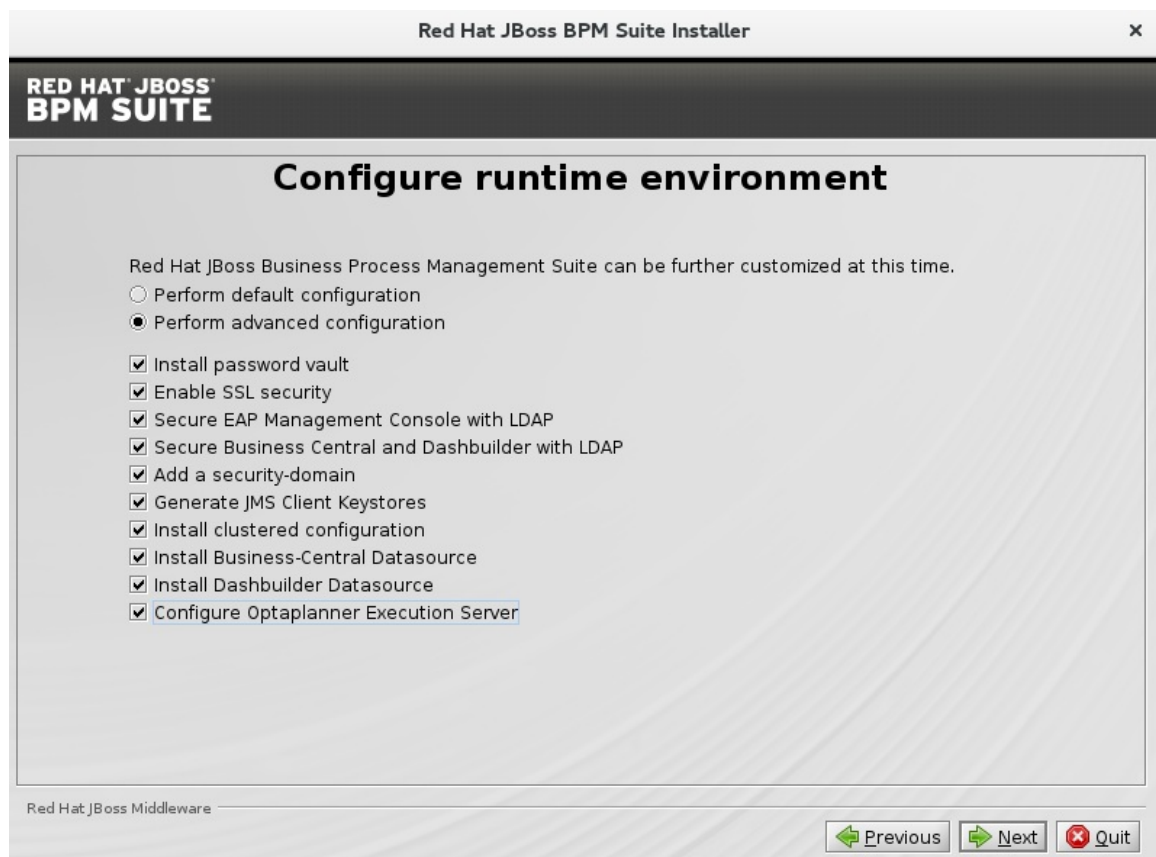 Red Hat JBoss BPM Suite Installer
RED HAT JBOSS
BPM SUITE
Configure runtime environment
Red Hat JBoss Business Process Management Suite can be further customized at this time.
Perform default configuration
Perform advanced configuration
Install password vault
Enable SSL security
Secure EAP Management Console with LDAP
Secure Business Central and Dashbuilder with LDAP
Add a security-domain
Generate JMS Client Keystores
Install clustered configuration
Install Business-Central Datasource
Install Dashbuilder Datasource
Configure Optaplanner Execution Server
Red Hat JBoss Middleware
Previous Next Quit